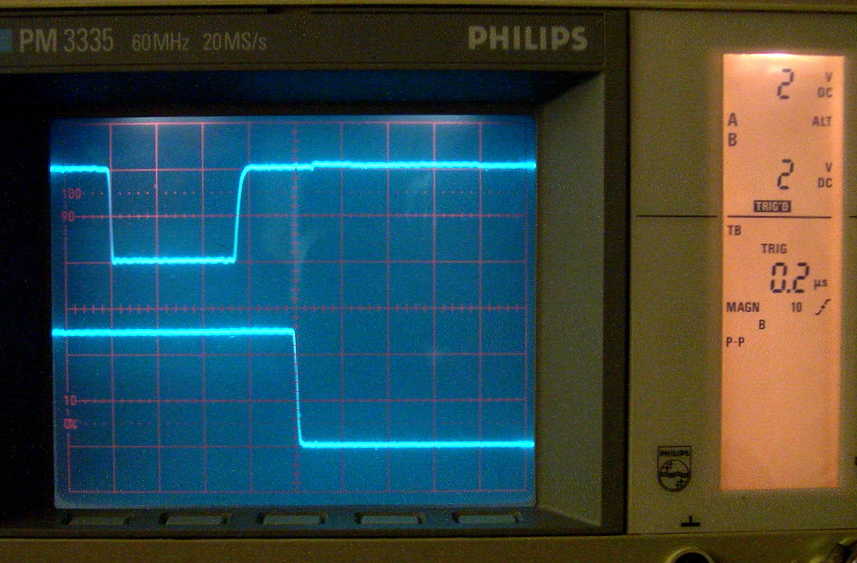 PM 3335 60MHz 20MS/s PHILIPS
2 V
DC
A ALT
B
2 V
DC
TRIG'D
TB
TRIG
0.2 µs
MAGN 10
B
P-P
100
90
10
0%
PHILIPS